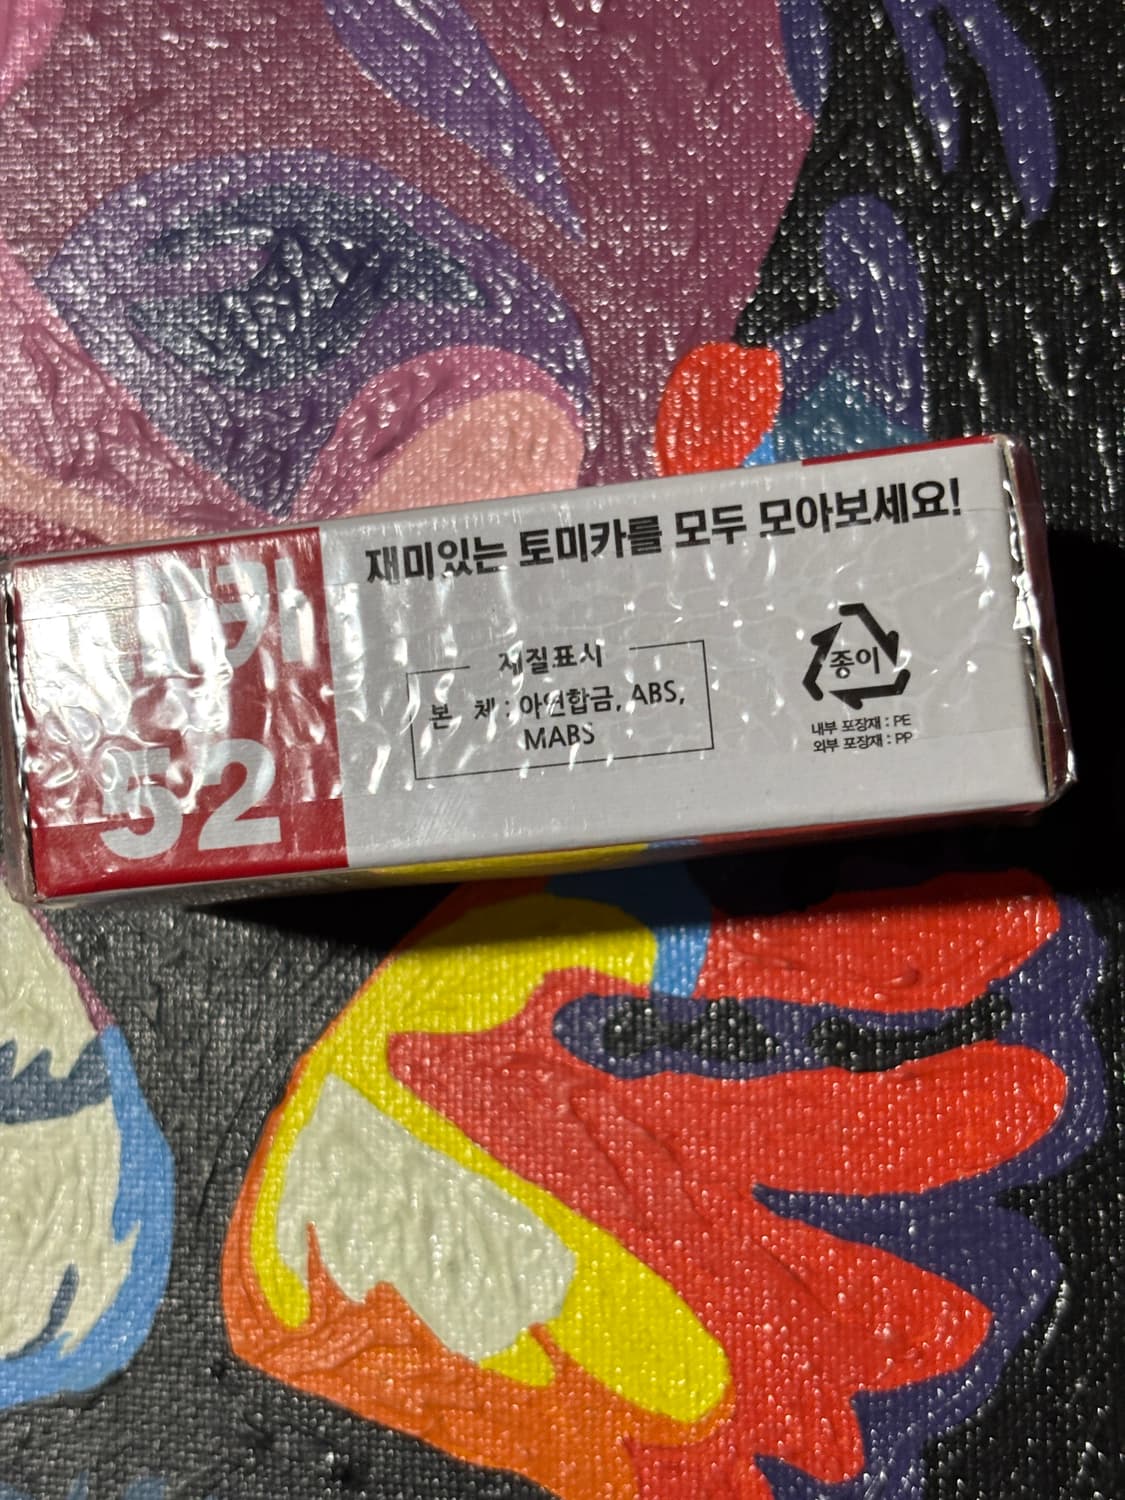 재미있는 토미카를 모두 모아보세요!
52
재질표시
본 체 : 아연합금, ABS,
MABS
종이
내부 포장재 : PE
외부 포장재 : PP